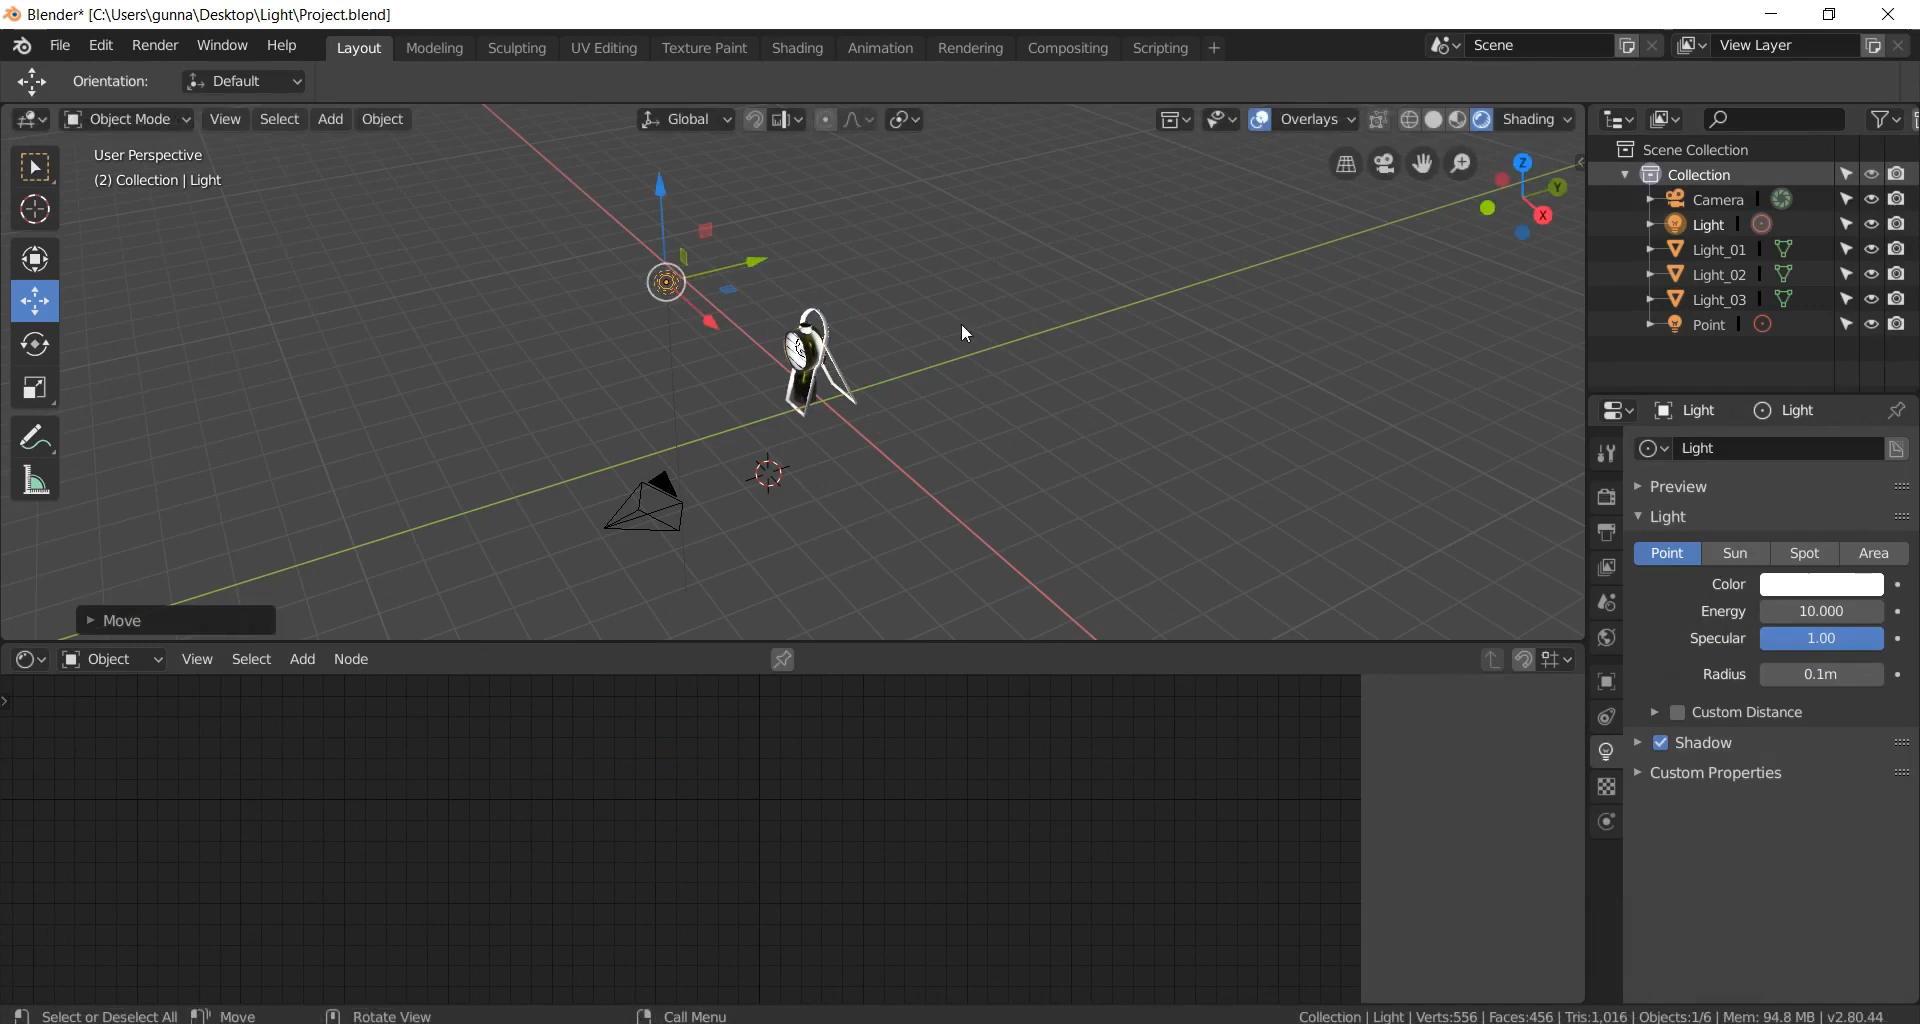 Blender* [C:\Users\gunna\Desktop\Light\Project.blend]
File Edit Render Window Help Layout Modeling Sculpting UV Editing Texture Paint Shading Animation Rendering Compositing Scripting + Scene View Layer
Orientation: Default
Object Mode View Select Add Object Global Overlays Shading
User Perspective
(2) Collection | Light
Z
Y
X
Scene Collection
Collection
Camera
Light
Light_01
Light_02
Light_03
Point
Light Light
Light
Preview
Light
Point Sun Spot Area
Color
Energy 10.000
Specular 1.00
Radius 0.1m
Custom Distance
Shadow
Custom Properties
Move
Object View Select Add Node
Select or Deselect All Move Rotate View Call Menu Collection | Light | Verts:556 | Faces:456 | Tris:1,016 | Objects:1/6 | Mem: 94.8 MB | v2.80.44